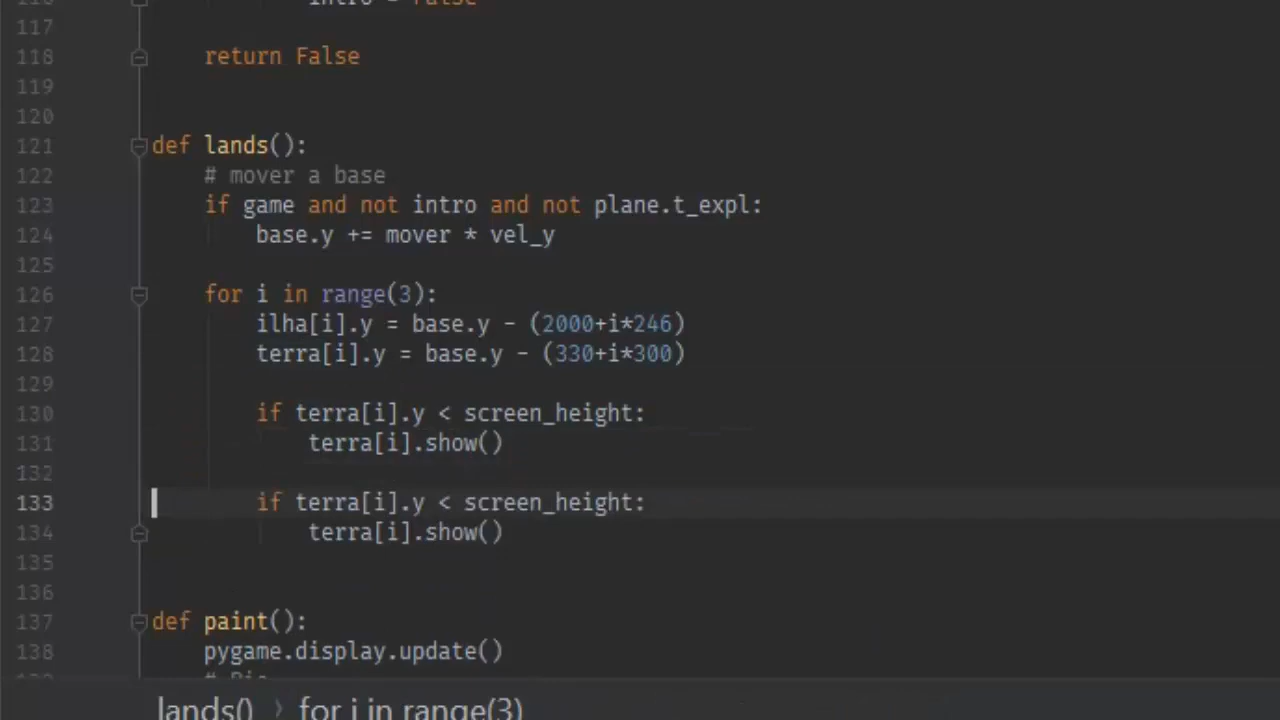 intro = False
117
118 return False
119
120
121 def lands():
122 # mover a base
123 if game and not intro and not plane.t_expl:
124 base.y += mover * vel_y
125
126 for i in range(3):
127 ilha[i].y = base.y - (2000+i*246)
128 terra[i].y = base.y - (330+i*300)
129
130 if terra[i].y < screen_height:
131 terra[i].show()
132
133 if terra[i].y < screen_height:
134 terra[i].show()
135
136
137 def paint():
138 pygame.display.update()
lands() › for i in range(3)